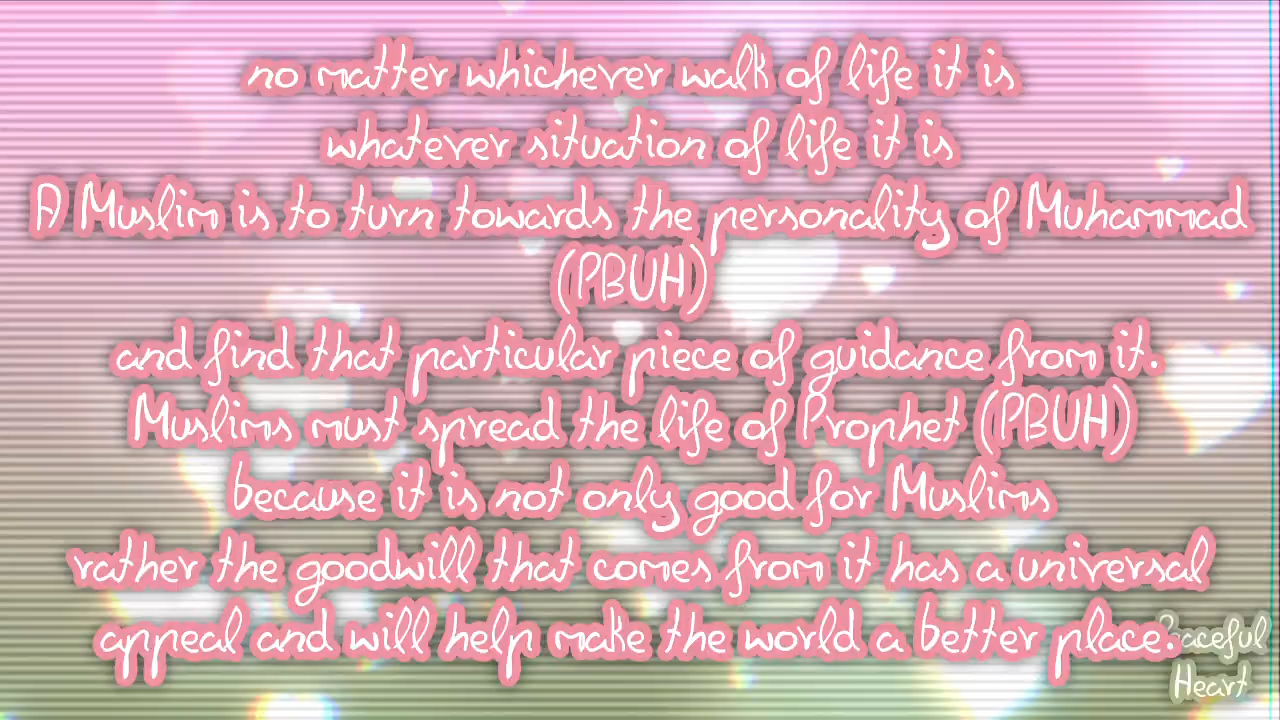 no matter whichever walk of life it is
whatever situation of life it is
A Muslim is to turn towards the personality of Muhammad
(PBUH)
and find that particular piece of guidance from it.
Muslims must spread the life of Prophet (PBUH)
because it is not only good for Muslims
rather the goodwill that comes from it has a universal
appeal and will help make the world a better place.
Peaceful
Heart